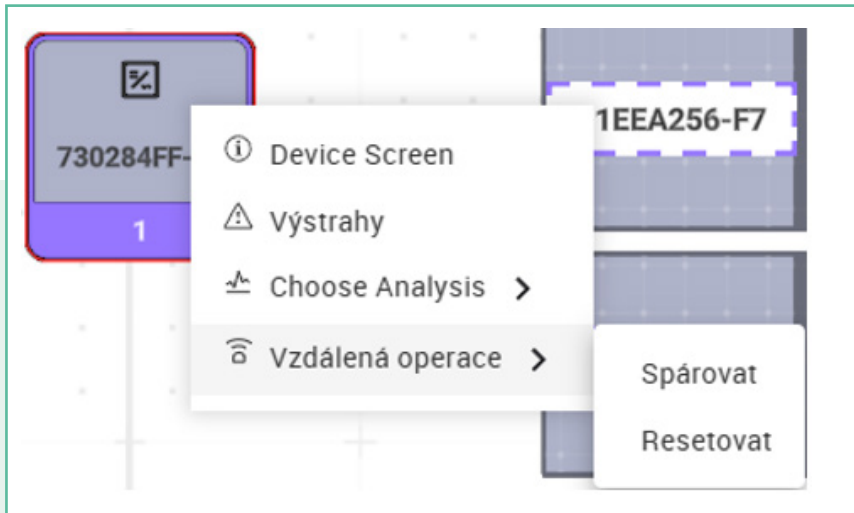 730284FF-
1
1EEA256-F7
Device Screen
Výstrahy
Choose Analysis
Vzdálená operace
Spárovat
Resetovat